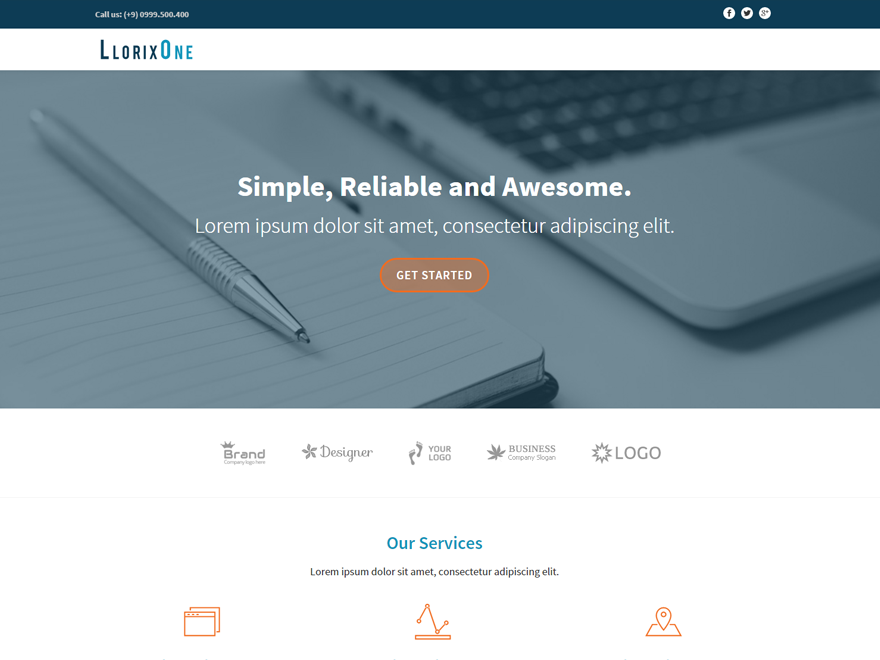 Call us: (+9) 0999.500.400
LLORIXONE
Simple, Reliable and Awesome.
Lorem ipsum dolor sit amet, consectetur adipiscing elit.
GET STARTED
Brand
Company logo here
Designer
YOUR
LOGO
BUSINESS
Company Slogan
LOGO
Our Services
Lorem ipsum dolor sit amet, consectetur adipiscing elit.